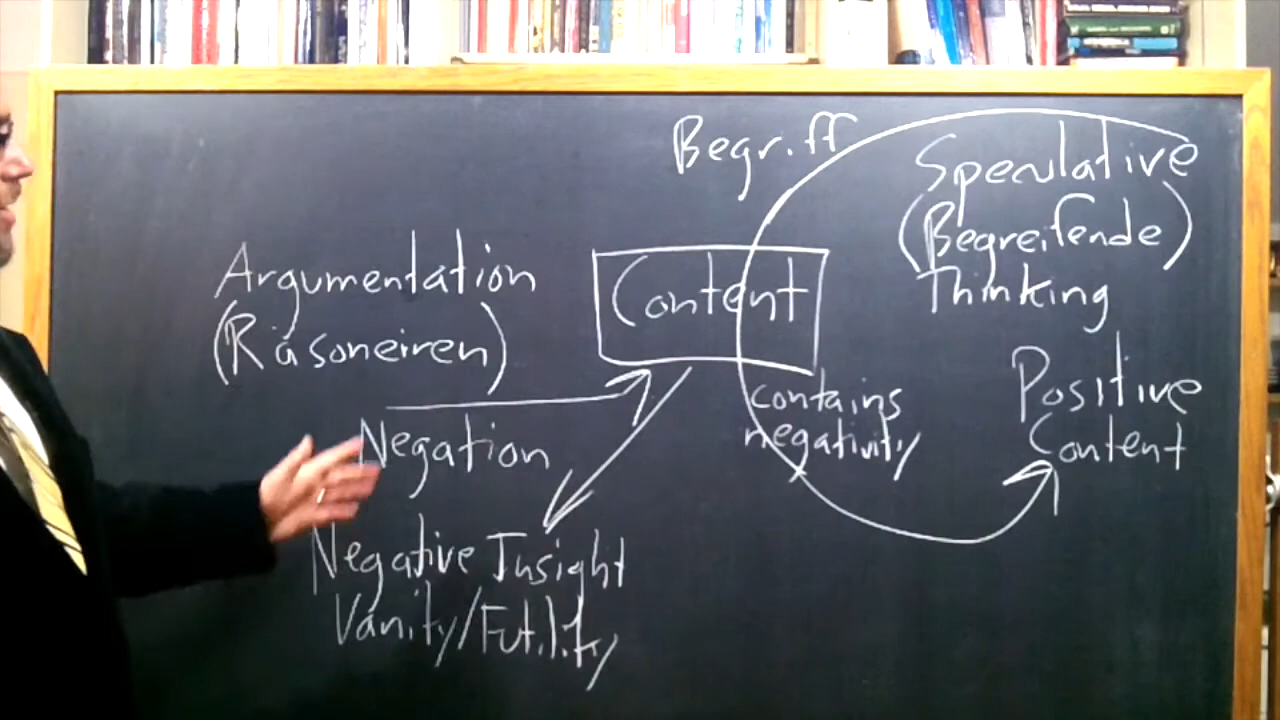 Begriff
Speculative
(Begreifende)
Thinking
Argumentation
(Räsoneiren)
Content
Positive
Content
contains
negativity
Negation
Negative Insight
Vanity/Futility